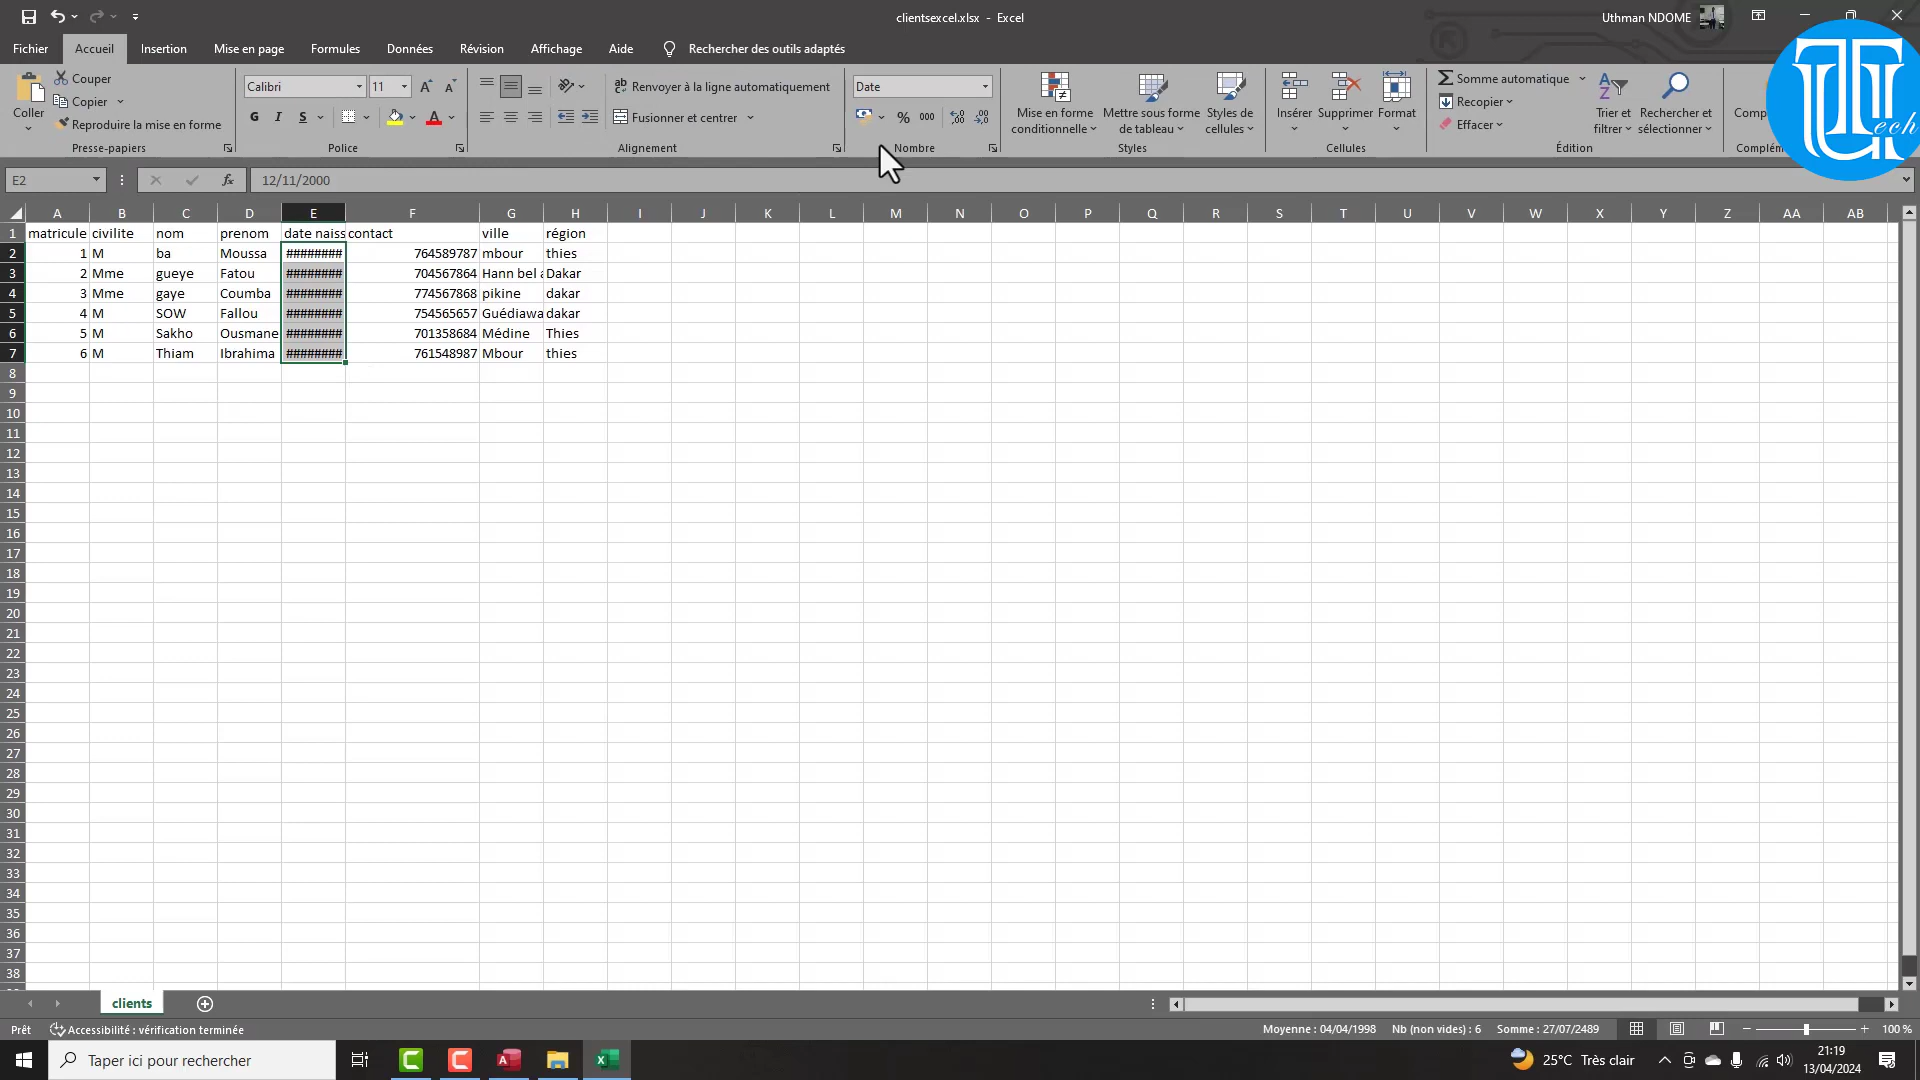 clientsexcel.xlsx - Excel
Uthman NDOME
Fichier Accueil Insertion Mise en page Formules Données Révision Affichage Aide Rechercher des outils adaptés
Coller
Couper
Copier
Reproduire la mise en forme
Presse-papiers
Calibri 11
G I S
Police
Renvoyer à la ligne automatiquement
Fusionner et centrer
Alignement
Date
% 000
Nombre
Mise en forme conditionnelle
Mettre sous forme de tableau
Styles de cellules
Styles
Insérer Supprimer Format
Cellules
Somme automatique
Recopier
Effacer
Trier et filtrer
Rechercher et sélectionner
Édition
Comp
Complém
UTech
E2 fx 12/11/2000
A B C D E F G H I J K L M N O P Q R S T U V W X Y Z AA AB
1 matricule civilite nom prenom date naiss contact ville région
2 1 M ba Moussa ######## 764589787 mbour thies
3 2 Mme gueye Fatou ######## 704567864 Hann bel a Dakar
4 3 Mme gaye Coumba ######## 774567868 pikine dakar
5 4 M SOW Fallou ######## 754565657 Guédiawa dakar
6 5 M Sakho Ousmane ######## 701358684 Médine Thies
7 6 M Thiam Ibrahima ######## 761548987 Mbour thies
8
9
10
11
12
13
14
15
16
17
18
19
20
21
22
23
24
25
26
27
28
29
30
31
32
33
34
35
36
37
38
clients
Prêt Accessibilité : vérification terminée Moyenne : 04/04/1998 Nb (non vides) : 6 Somme : 27/07/2489 100 %
Taper ici pour rechercher
25°C Très clair
21:19
13/04/2024